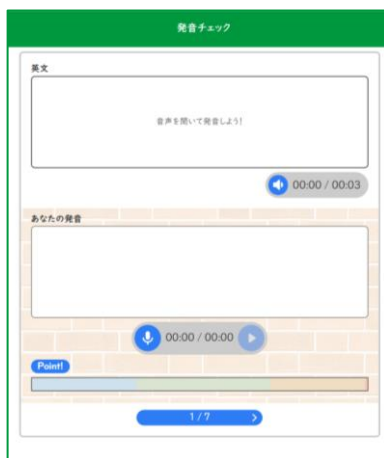 発音チェック
英文
音声を聞いて発音しよう!
00:00 / 00:03
あなたの発音
00:00 / 00:00
Point!
1 / 7